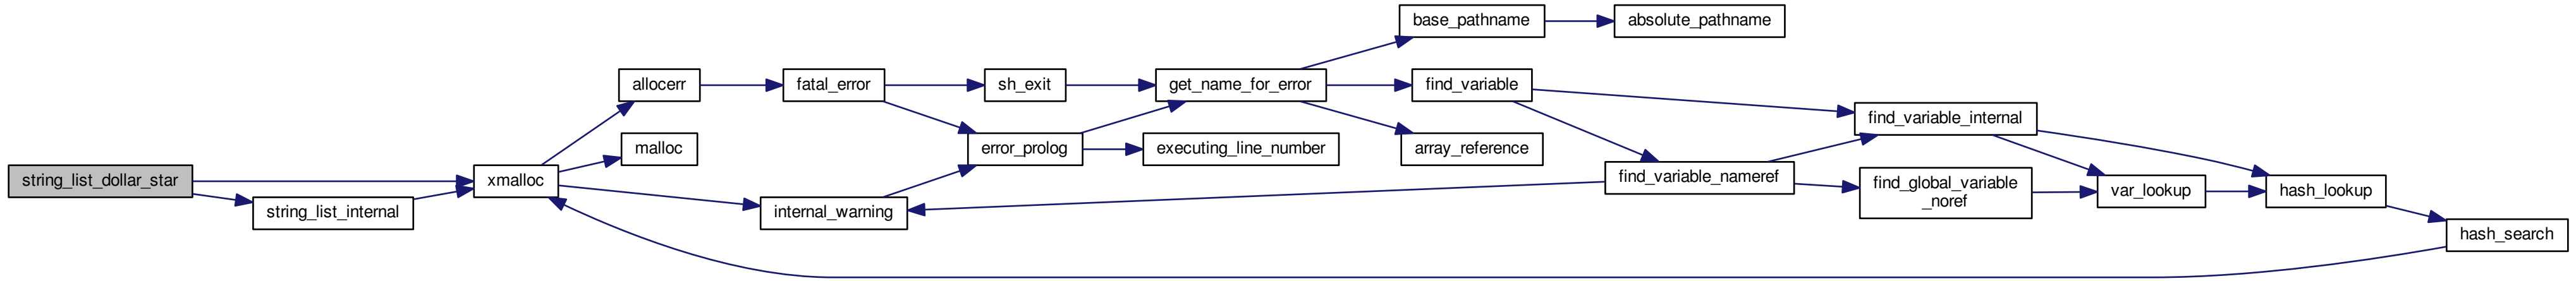 base_pathname
absolute_pathname
allocerr
fatal_error
sh_exit
get_name_for_error
find_variable
find_variable_internal
malloc
error_prolog
executing_line_number
array_reference
string_list_dollar_star
xmalloc
find_variable_nameref
find_global_variable
_noref
var_lookup
hash_lookup
string_list_internal
internal_warning
hash_search